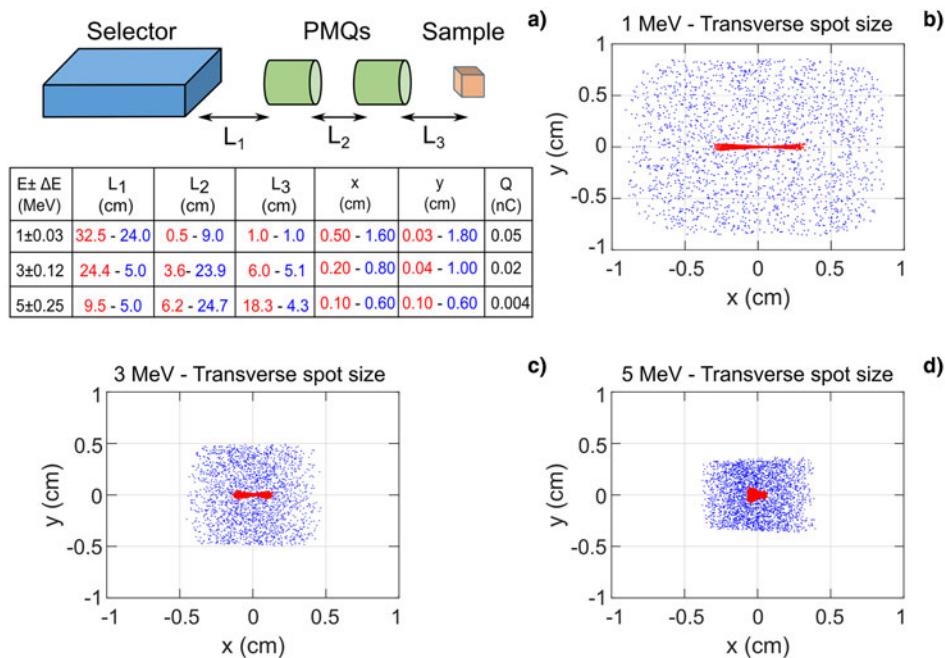 a)
Selector PMQs Sample
L1 L2 L3
E± ΔE (MeV) L1 (cm) L2 (cm) L3 (cm) x (cm) y (cm) Q (nC)
1±0.03 32.5 - 24.0 0.5 - 9.0 1.0 - 1.0 0.50 - 1.60 0.03 - 1.80 0.05
3±0.12 24.4 - 5.0 3.6- 23.9 6.0 - 5.1 0.20 - 0.80 0.04 - 1.00 0.02
5±0.25 9.5 - 5.0 6.2 - 24.7 18.3 - 4.3 0.10 - 0.60 0.10 - 0.60 0.004
b)
1 MeV - Transverse spot size
1
0.5
0
-0.5
-1
y (cm)
-1 -0.5 0 0.5 1
x (cm)
c)
3 MeV - Transverse spot size
1
0.5
0
-0.5
-1
y (cm)
-1 -0.5 0 0.5 1
x (cm)
d)
5 MeV - Transverse spot size
1
0.5
0
-0.5
-1
y (cm)
-1 -0.5 0 0.5 1
x (cm)